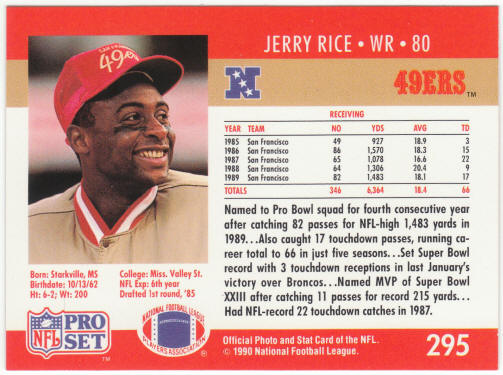 JERRY RICE • WR • 80
N
49ERS™
49ers
RECEIVING
YEAR TEAM NO YDS AVG TD
1985 San Francisco 49 927 18.9 3
1986 San Francisco 86 1,570 18.3 15
1987 San Francisco 65 1,078 16.6 22
1988 San Francisco 64 1,306 20.4 9
1989 San Francisco 82 1,483 18.1 17
TOTALS 346 6,364 18.4 66
Named to Pro Bowl squad for fourth consecutive year
after catching 82 passes for NFL-high 1,483 yards in
1989...Also caught 17 touchdown passes, running ca-
reer total to 66 in just five seasons...Set Super Bowl
record with 3 touchdown receptions in last January's
victory over Broncos...Named MVP of Super Bowl
XXIII after catching 11 passes for record 215 yards...
Had NFL-record 22 touchdown catches in 1987.
Born: Starkville, MS
Birthdate: 10/13/62
Ht: 6-2; Wt: 200
College: Miss. Valley St.
NFL Exp: 6th year
Drafted 1st round, '85
NFL
PRO
SET
™
NATIONAL FOOTBALL LEAGUE
PLAYERS ASSOCIATION
®
Official Photo and Stat Card of the NFL.
© 1990 National Football League.
295